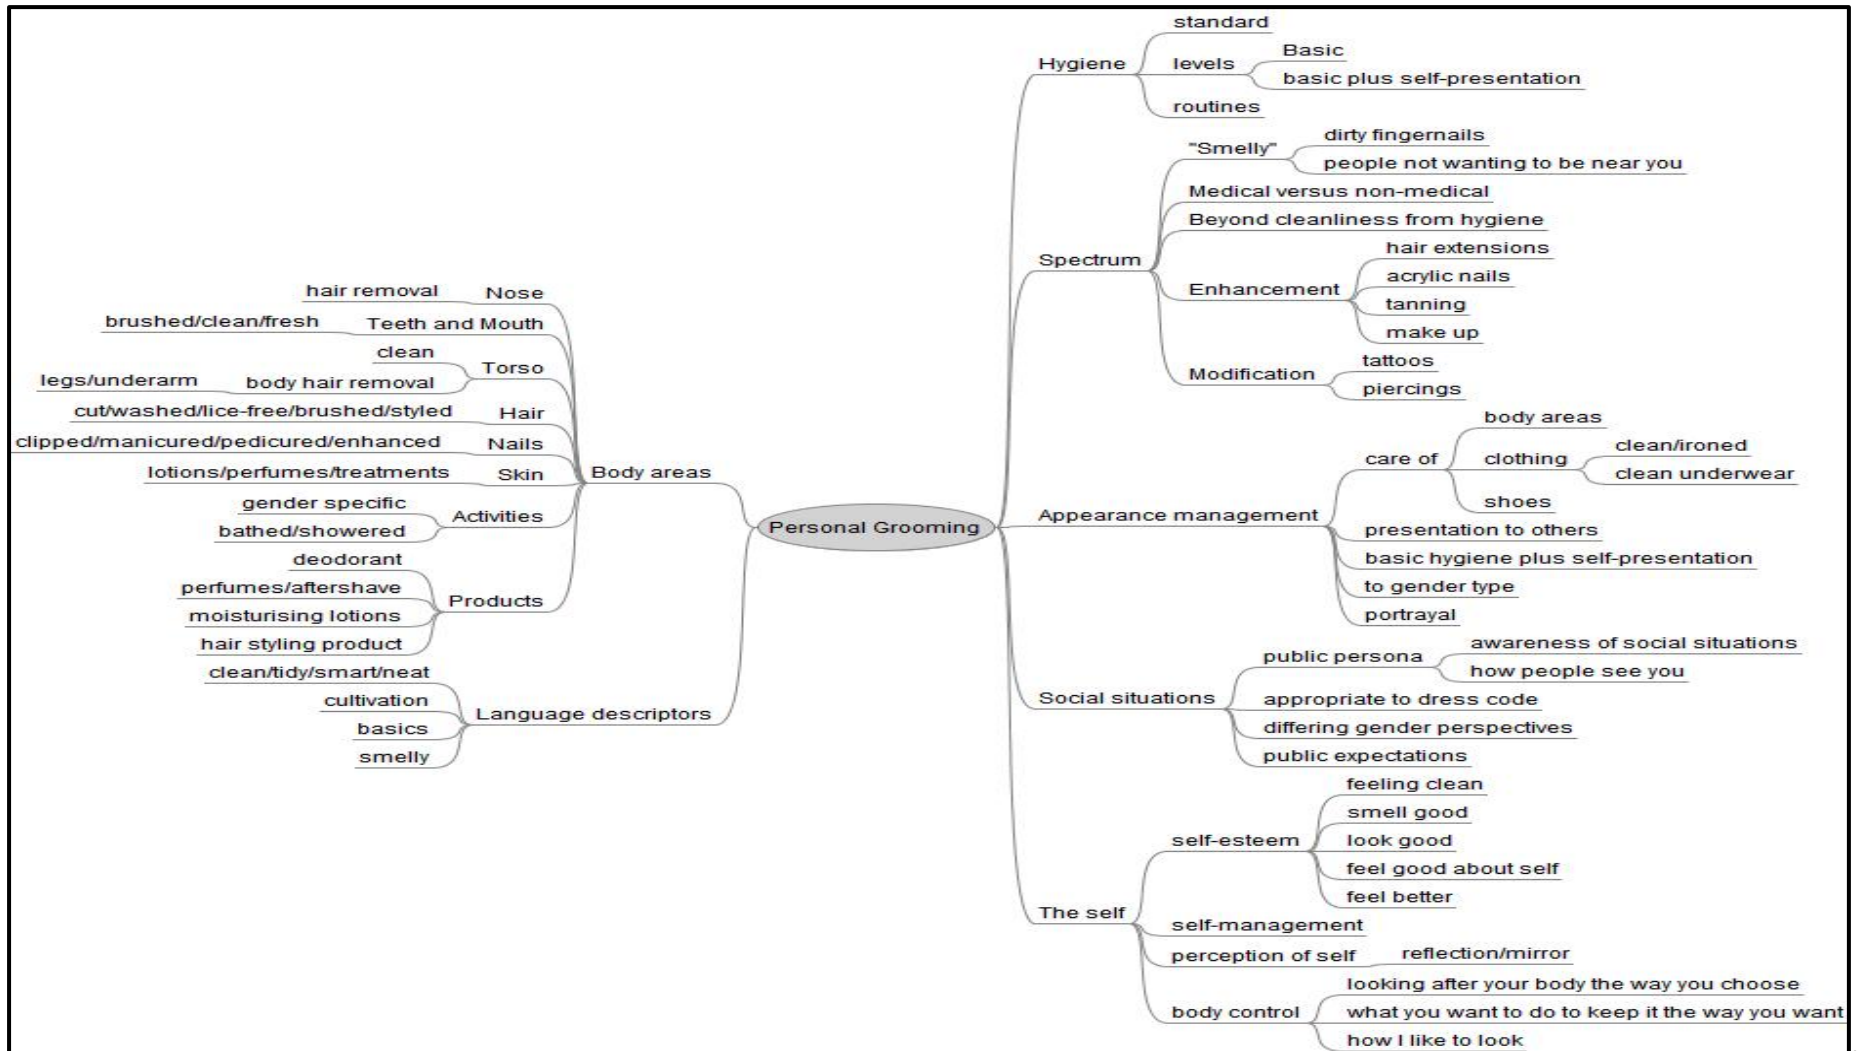 Personal Grooming
Hygiene
standard
levels
Basic
basic plus self-presentation
routines
Spectrum
"Smelly"
dirty fingernails
people not wanting to be near you
Medical versus non-medical
Beyond cleanliness from hygiene
Enhancement
hair extensions
acrylic nails
tanning
make up
Modification
tattoos
piercings
Appearance management
care of
body areas
clothing
clean/ironed
clean underwear
shoes
presentation to others
basic hygiene plus self-presentation
to gender type
portrayal
Social situations
public persona
awareness of social situations
how people see you
appropriate to dress code
differing gender perspectives
public expectations
The self
self-esteem
feeling clean
smell good
look good
feel good about self
feel better
self-management
perception of self
reflection/mirror
body control
looking after your body the way you choose
what you want to do to keep it the way you want
how I like to look
Body areas
Nose
hair removal
Teeth and Mouth
brushed/clean/fresh
Torso
clean
body hair removal
legs/underarm
Hair
cut/washed/lice-free/brushed/styled
Nails
clipped/manicured/pedicured/enhanced
Skin
lotions/perfumes/treatments
Activities
gender specific
bathed/showered
Products
deodorant
perfumes/aftershave
moisturising lotions
hair styling product
Language descriptors
clean/tidy/smart/neat
cultivation
basics
smelly